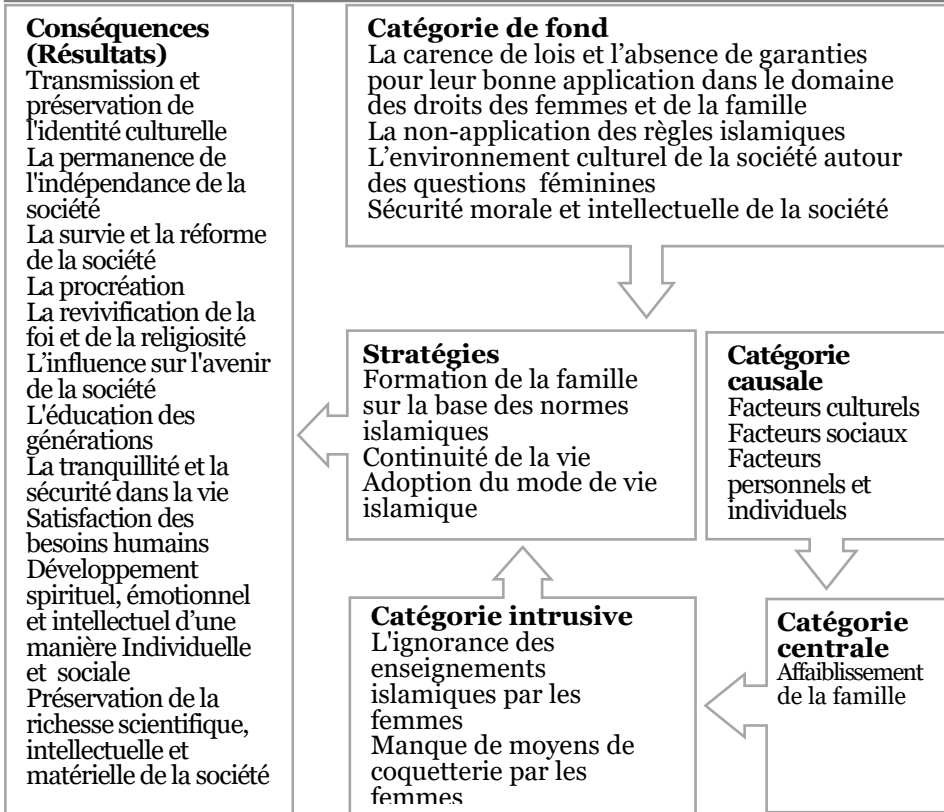 Conséquences
(Résultats)
Transmission et
préservation de
l'identité culturelle
La permanence de
l'indépendance de la
société
La survie et la réforme
de la société
La procréation
La revivification de la
foi et de la religiosité
L’influence sur l'avenir
de la société
L'éducation des
générations
La tranquillité et la
sécurité dans la vie
Satisfaction des
besoins humains
Développement
spirituel, émotionnel
et intellectuel d’une
manière Individuelle
et sociale
Préservation de la
richesse scientifique,
intellectuelle et
matérielle de la société
Catégorie de fond
La carence de lois et l’absence de garanties
pour leur bonne application dans le domaine
des droits des femmes et de la famille
La non-application des règles islamiques
L’environnement culturel de la société autour
des questions féminines
Sécurité morale et intellectuelle de la société
Stratégies
Formation de la famille
sur la base des normes
islamiques
Continuité de la vie
Adoption du mode de vie
islamique
Catégorie
causale
Facteurs culturels
Facteurs sociaux
Facteurs
personnels et
individuels
Catégorie intrusive
L'ignorance des
enseignements
islamiques par les
femmes
Manque de moyens de
coquetterie par les
femmes
Catégorie
centrale
Affaiblissement
de la famille